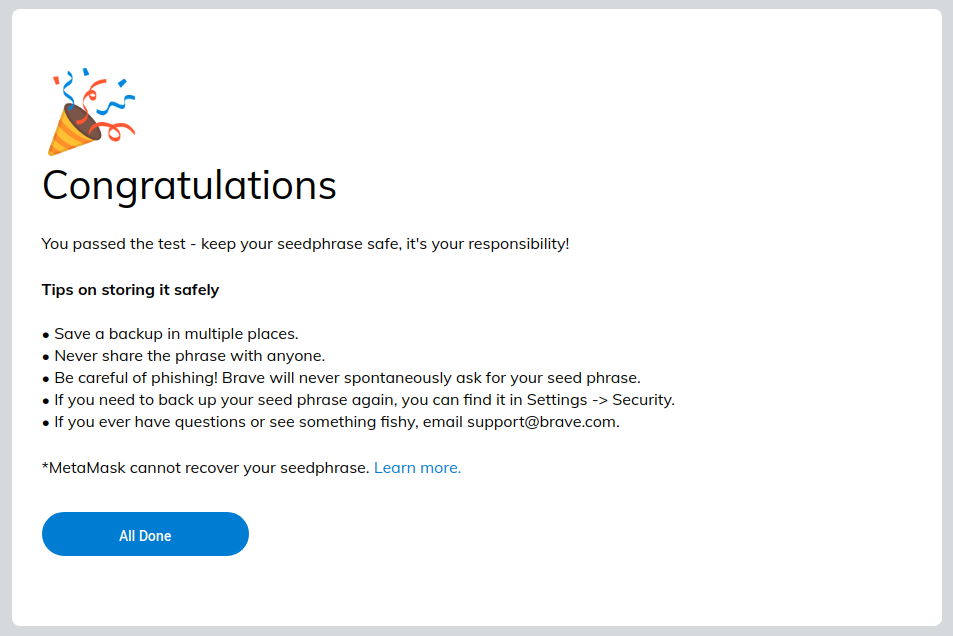 Congratulations
You passed the test - keep your seedphrase safe, it's your responsibility!
Tips on storing it safely
• Save a backup in multiple places.
• Never share the phrase with anyone.
• Be careful of phishing! Brave will never spontaneously ask for your seed phrase.
• If you need to back up your seed phrase again, you can find it in Settings -> Security.
• If you ever have questions or see something fishy, email support@brave.com.
*MetaMask cannot recover your seedphrase. Learn more.
All Done